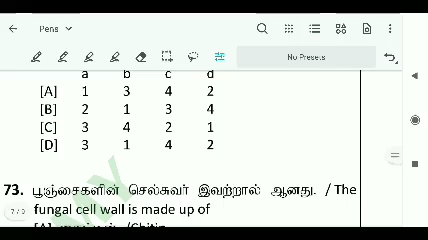 Pens
No Presets
a b c d
[A] 1 3 4 2
[B] 2 1 3 4
[C] 3 4 2 1
[D] 3 1 4 2
73. பூஞ்சைகளின் செல்சுவர் இவற்றால் ஆனது. / The
fungal cell wall is made up of
MY